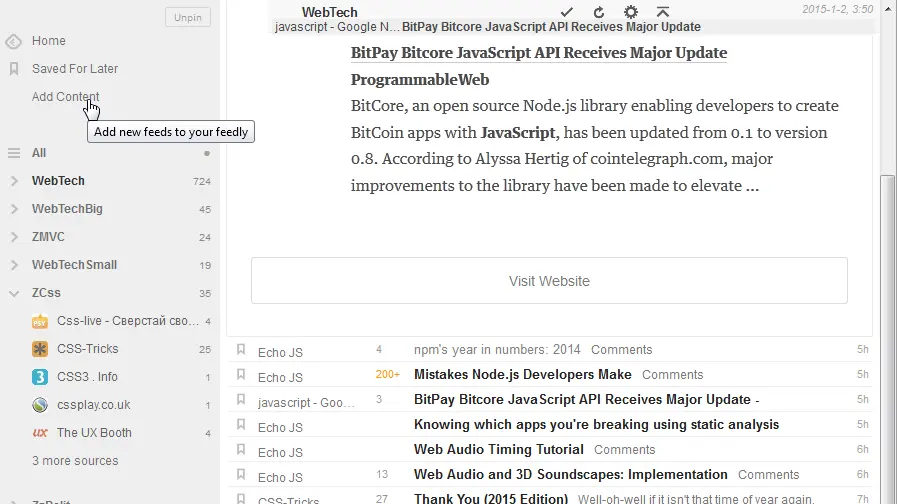 Unpin
Home
Saved For Later
Add Content
Add new feeds to your feedly
All
WebTech 724
WebTechBig 45
ZMVC 24
WebTechSmall 19
ZCss 35
Css-live - Сверстай сво... 4
CSS-Tricks 25
CSS3 . Info 1
cssplay.co.uk 1
The UX Booth 4
3 more sources
WebTech
2015-1-2, 3:50
javascript - Google N... BitPay Bitcore JavaScript API Receives Major Update
BitPay Bitcore JavaScript API Receives Major Update
ProgrammableWeb
BitCore, an open source Node.js library enabling developers to create
BitCoin apps with JavaScript, has been updated from 0.1 to version
0.8. According to Alyssa Hertig of cointelegraph.com, major
improvements to the library have been made to elevate ...
Visit Website
Echo JS 4 npm's year in numbers: 2014 Comments 5h
Echo JS 200+ Mistakes Node.js Developers Make Comments 5h
javascript - Goo... 3 BitPay Bitcore JavaScript API Receives Major Update - 5h
Echo JS Knowing which apps you're breaking using static analysis 5h
Echo JS Web Audio Timing Tutorial Comments 6h
Echo JS 13 Web Audio and 3D Soundscapes: Implementation Comments 6h
CSS-Tricks 27 Thank You (2015 Edition) Well-oh-well if it isn't that time of year again. 7h